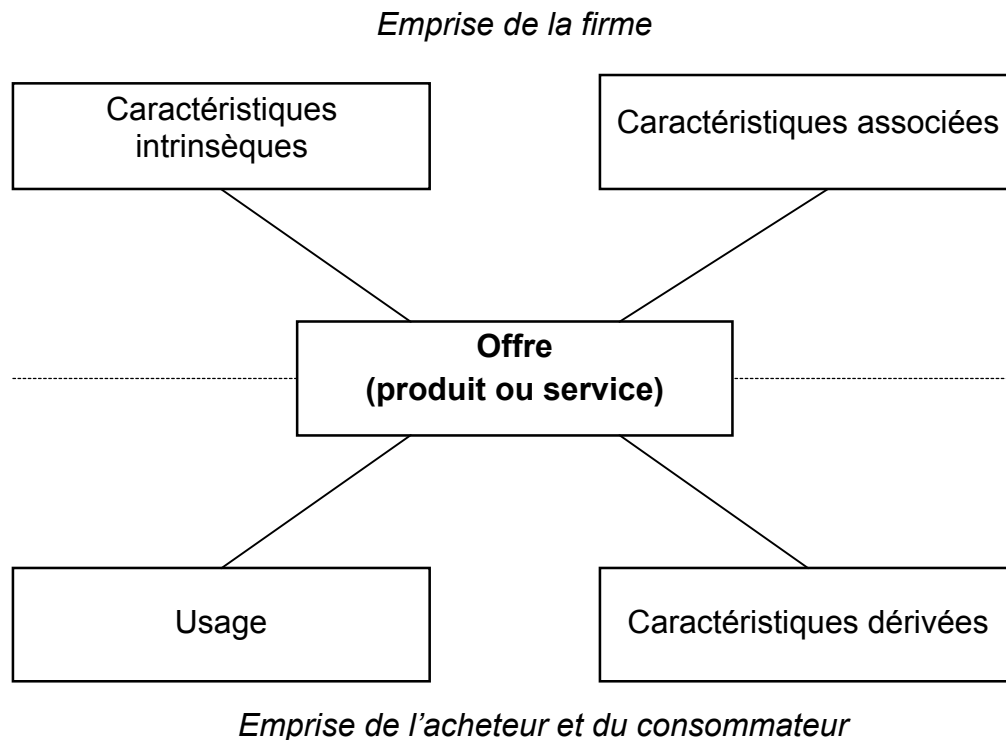 Emprise de la firme
Caractéristiques
intrinsèques
Caractéristiques associées
Offre
(produit ou service)
Usage
Caractéristiques dérivées
Emprise de l’acheteur et du consommateur